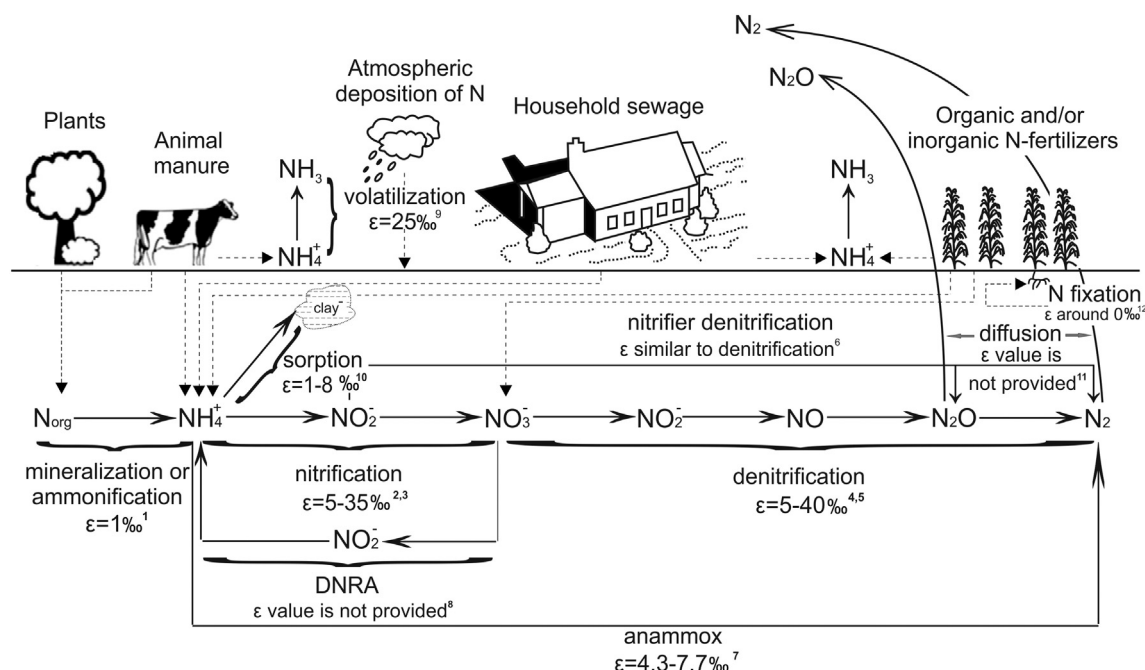 N₂
N₂O
Atmospheric
deposition of N
Household sewage
Organic and/or
inorganic N-fertilizers
Plants
Animal
manure
NH₃
volatilization
ε=25‰⁹
NH₄⁺
NH₃
NH₄⁺
clay⁻
N fixation
ε around 0‰¹²
nitrifier denitrification
ε similar to denitrification⁶
diffusion
ε value is
not provided¹¹
sorption
ε=1-8 ‰¹⁰
Norg NH₄⁺ NO₂⁻ NO₃⁻ NO₂⁻ NO N₂O N₂
mineralization or
ammonification
ε=1‰¹
nitrification
ε=5-35‰²,³
denitrification
ε=5-40‰⁴,⁵
NO₂⁻
DNRA
ε value is not provided⁸
anammox
ε=4.3-7.7‰ ⁷